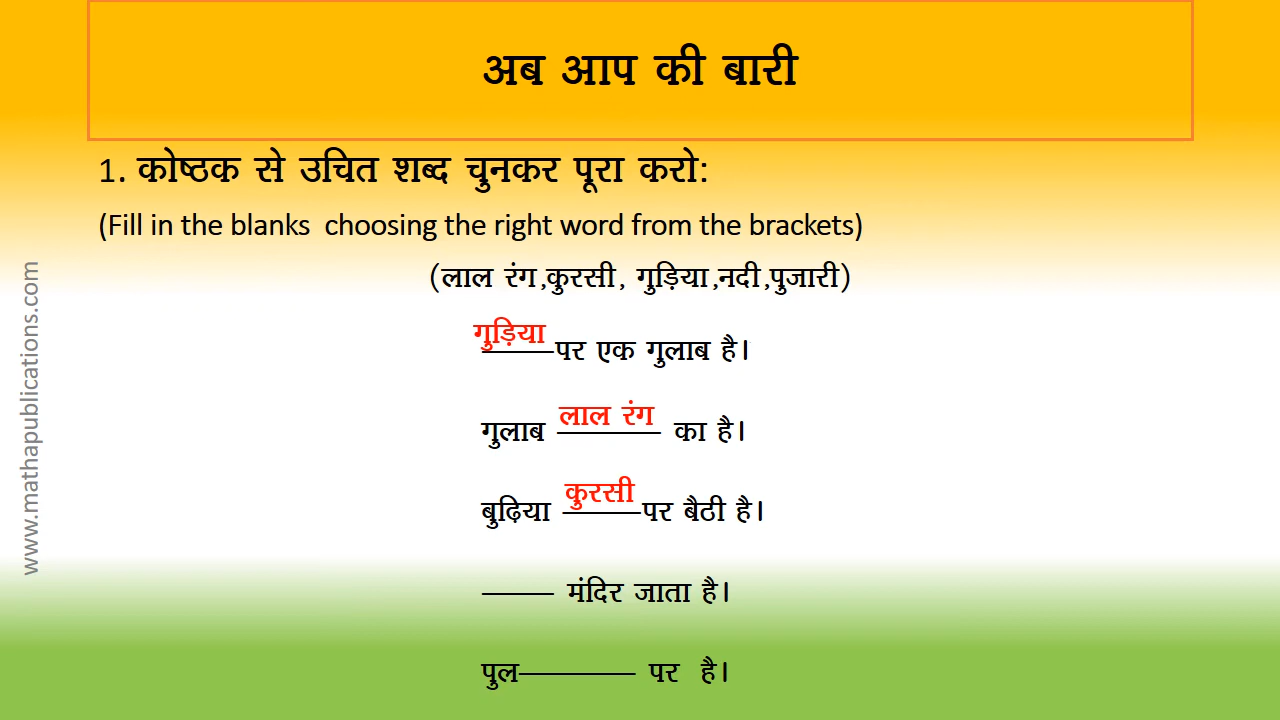 अब आप की बारी
1. कोष्ठक से उचित शब्द चुनकर पूरा करो:
(Fill in the blanks choosing the right word from the brackets)
(लाल रंग,कुरसी, गुड़िया,नदी,पुजारी)
गुड़िया पर एक गुलाब है।
गुलाब लाल रंग का है।
बुढ़िया कुरसी पर बैठी है।
——— मंदिर जाता है।
पुल———— पर है।
www.mathapublications.com